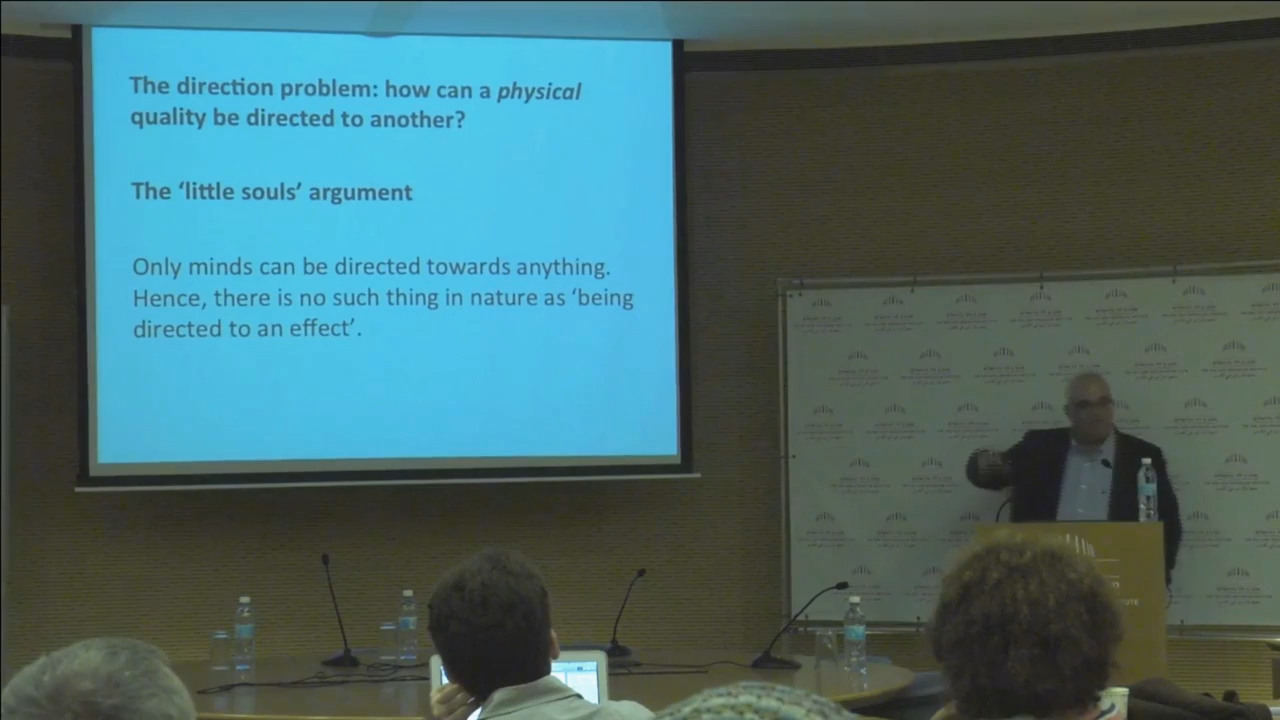 The direction problem: how can a physical
quality be directed to another?
The ‘little souls’ argument
Only minds can be directed towards anything.
Hence, there is no such thing in nature as ‘being
directed to an effect’.